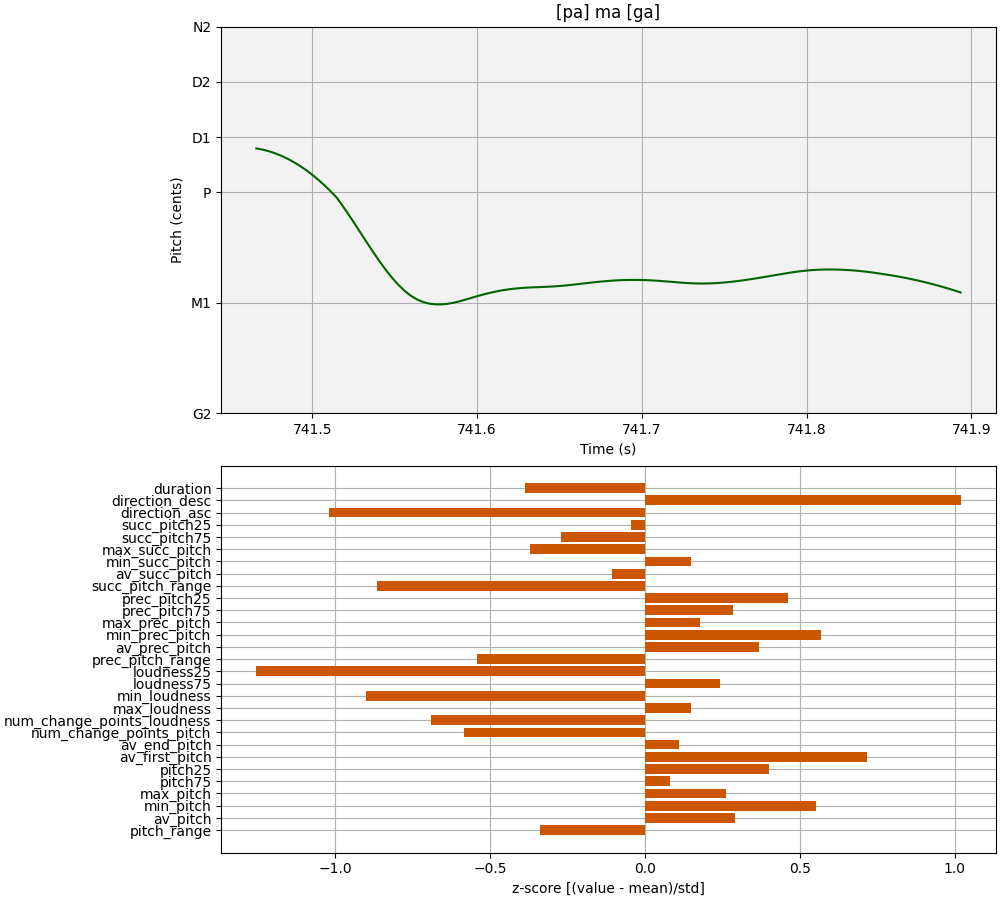 [pa] ma [ga]
N2
D2
D1
P
M1
G2
Pitch (cents)
741.5 741.6 741.7 741.8 741.9
Time (s)
duration
direction_desc
direction_asc
succ_pitch25
succ_pitch75
max_succ_pitch
min_succ_pitch
av_succ_pitch
succ_pitch_range
prec_pitch25
prec_pitch75
max_prec_pitch
min_prec_pitch
av_prec_pitch
prec_pitch_range
loudness25
loudness75
min_loudness
max_loudness
num_change_points_loudness
num_change_points_pitch
av_end_pitch
av_first_pitch
pitch25
pitch75
max_pitch
min_pitch
av_pitch
pitch_range
−1.0 −0.5 0.0 0.5 1.0
z-score [(value - mean)/std]